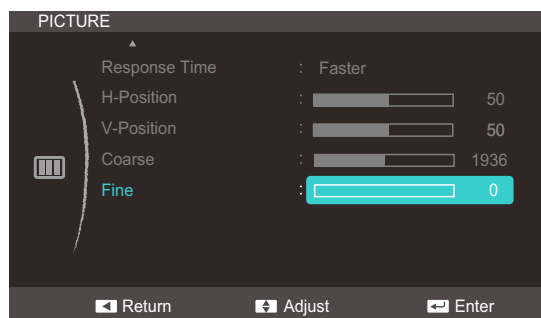 PICTURE
Response Time : Faster
H-Position : 50
V-Position : 50
Coarse : 1936
Fine : 0
Return Adjust Enter